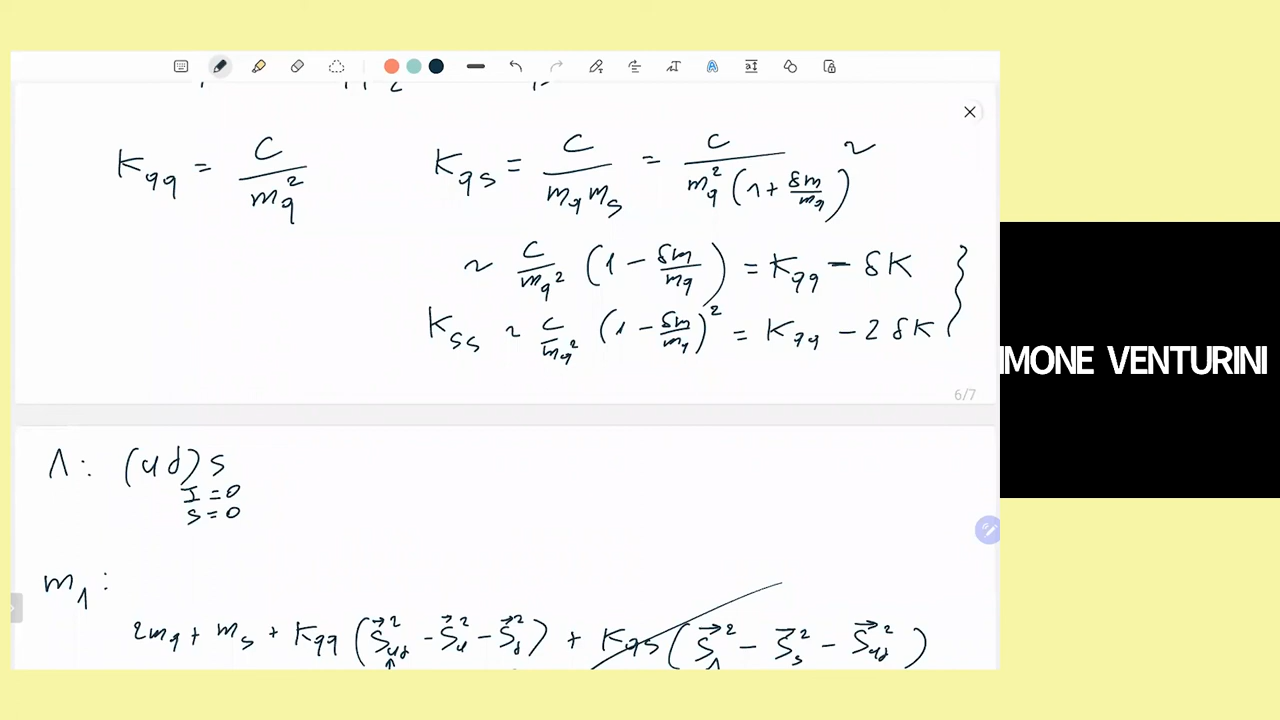 K_qq = C / m_q^2    K_qs = C / (m_q m_s) = C / (m_q^2 (1 + δm/m_q)) ~
~ C / m_q^2 (1 - δm/m_q) = K_qq - δK
K_ss ~ C / m_q^2 (1 - δm/m_q)^2 = K_qq - 2 δK
6/7
Λ: (ud) s
I = 0
S = 0
m_Λ :
2m_q + m_s + K_qq (S_ud^2 - S_u^2 - S_d^2) + K_qs (S_Λ^2 - S_s^2 - S_ud^2)
IMONE VENTURINI